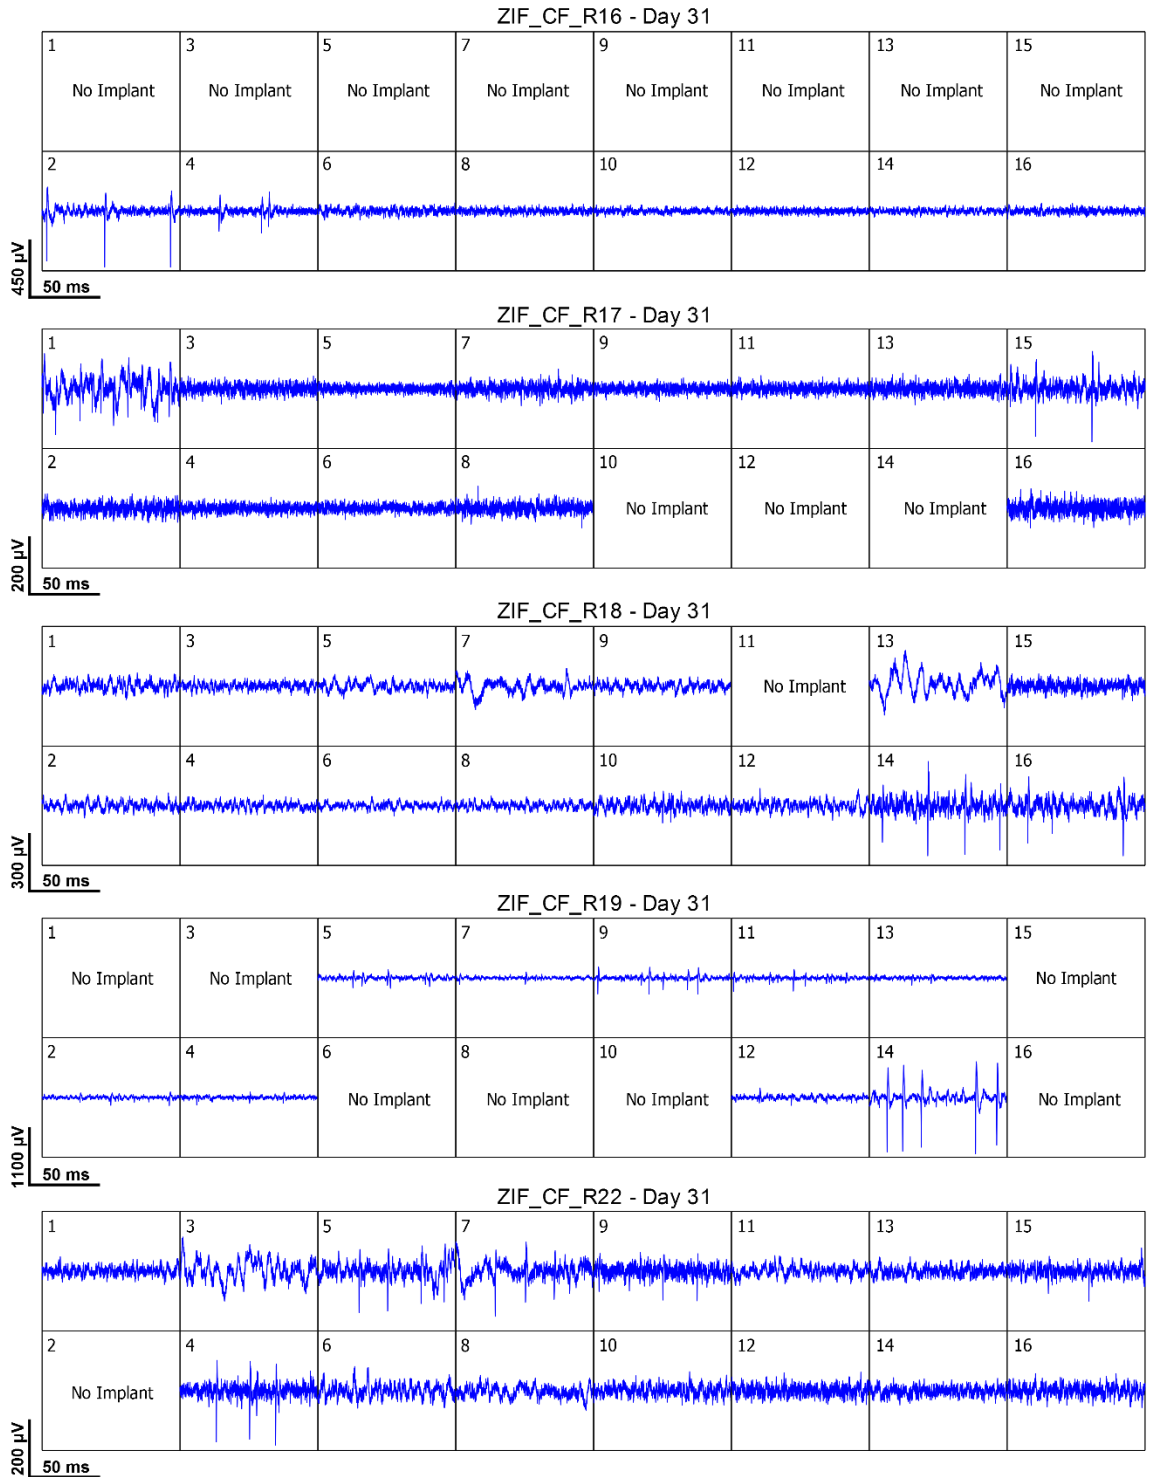 ZIF_CF_R16 - Day 31
1 3 5 7 9 11 13 15
No Implant No Implant No Implant No Implant No Implant No Implant No Implant No Implant
2 4 6 8 10 12 14 16
450 µV
50 ms
ZIF_CF_R17 - Day 31
1 3 5 7 9 11 13 15
2 4 6 8 10 12 14 16
No Implant No Implant No Implant
200 µV
50 ms
ZIF_CF_R18 - Day 31
1 3 5 7 9 11 13 15
No Implant
2 4 6 8 10 12 14 16
300 µV
50 ms
ZIF_CF_R19 - Day 31
1 3 5 7 9 11 13 15
No Implant No Implant No Implant
2 4 6 8 10 12 14 16
No Implant No Implant No Implant No Implant
1100 µV
50 ms
ZIF_CF_R22 - Day 31
1 3 5 7 9 11 13 15
2 4 6 8 10 12 14 16
No Implant
200 µV
50 ms